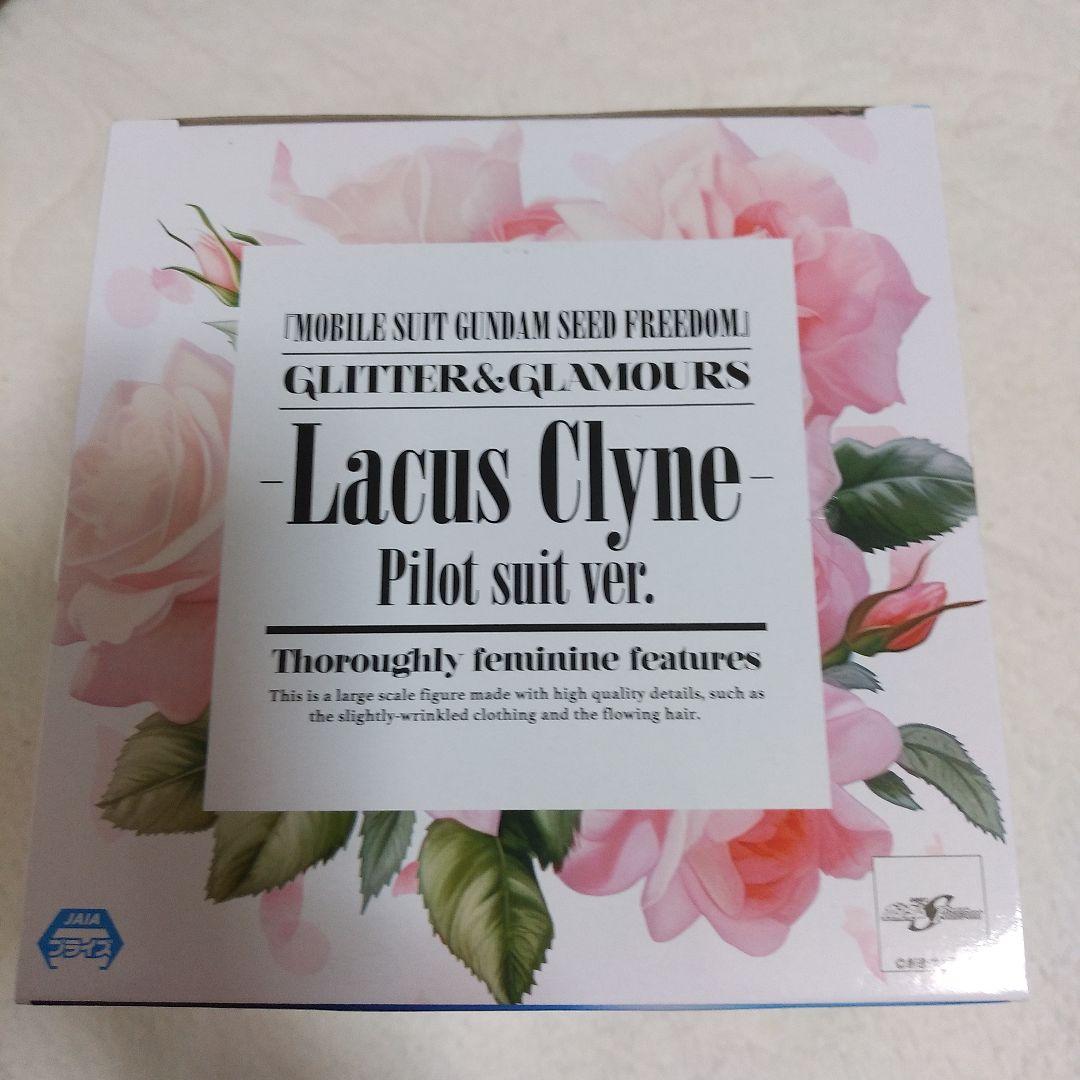 『MOBILE SUIT GUNDAM SEED FREEDOM』
GLITTER&GLAMOURS
-Lacus Clyne-
Pilot suit ver.
Thoroughly feminine features
This is a large scale figure made with high quality details, such as
the slightly-wrinkled clothing and the flowing hair.
JAIA
プライズ